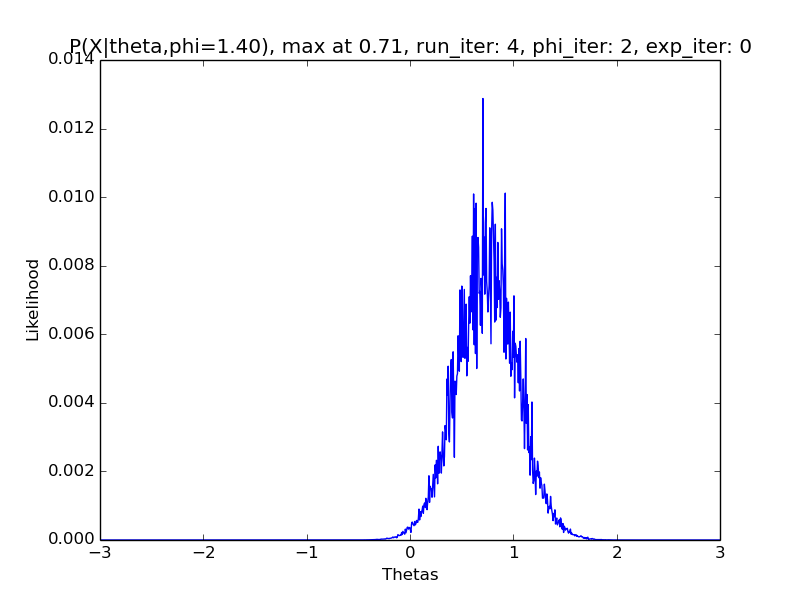 P(X|theta,phi=1.40), max at 0.71, run_iter: 4, phi_iter: 2, exp_iter: 0
0.014
0.012
0.010
0.008
0.006
0.004
0.002
0.000
Likelihood
−3 −2 −1 0 1 2 3
Thetas